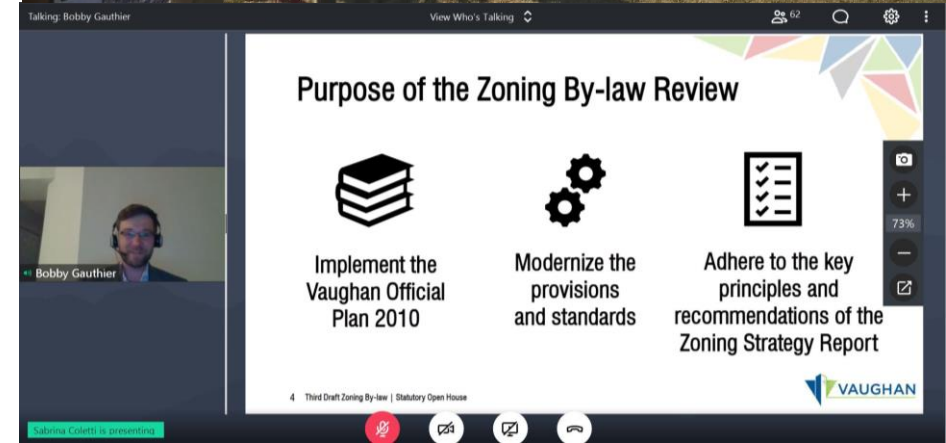 Talking: Bobby Gauthier
View Who's Talking
62
Purpose of the Zoning By-law Review
Implement the
Vaughan Official
Plan 2010
Modernize the
provisions
and standards
Adhere to the key
principles and
recommendations of the
Zoning Strategy Report
73%
Bobby Gauthier
4 Third Draft Zoning By-law | Statutory Open House
VAUGHAN
Sabrina Coletti is presenting